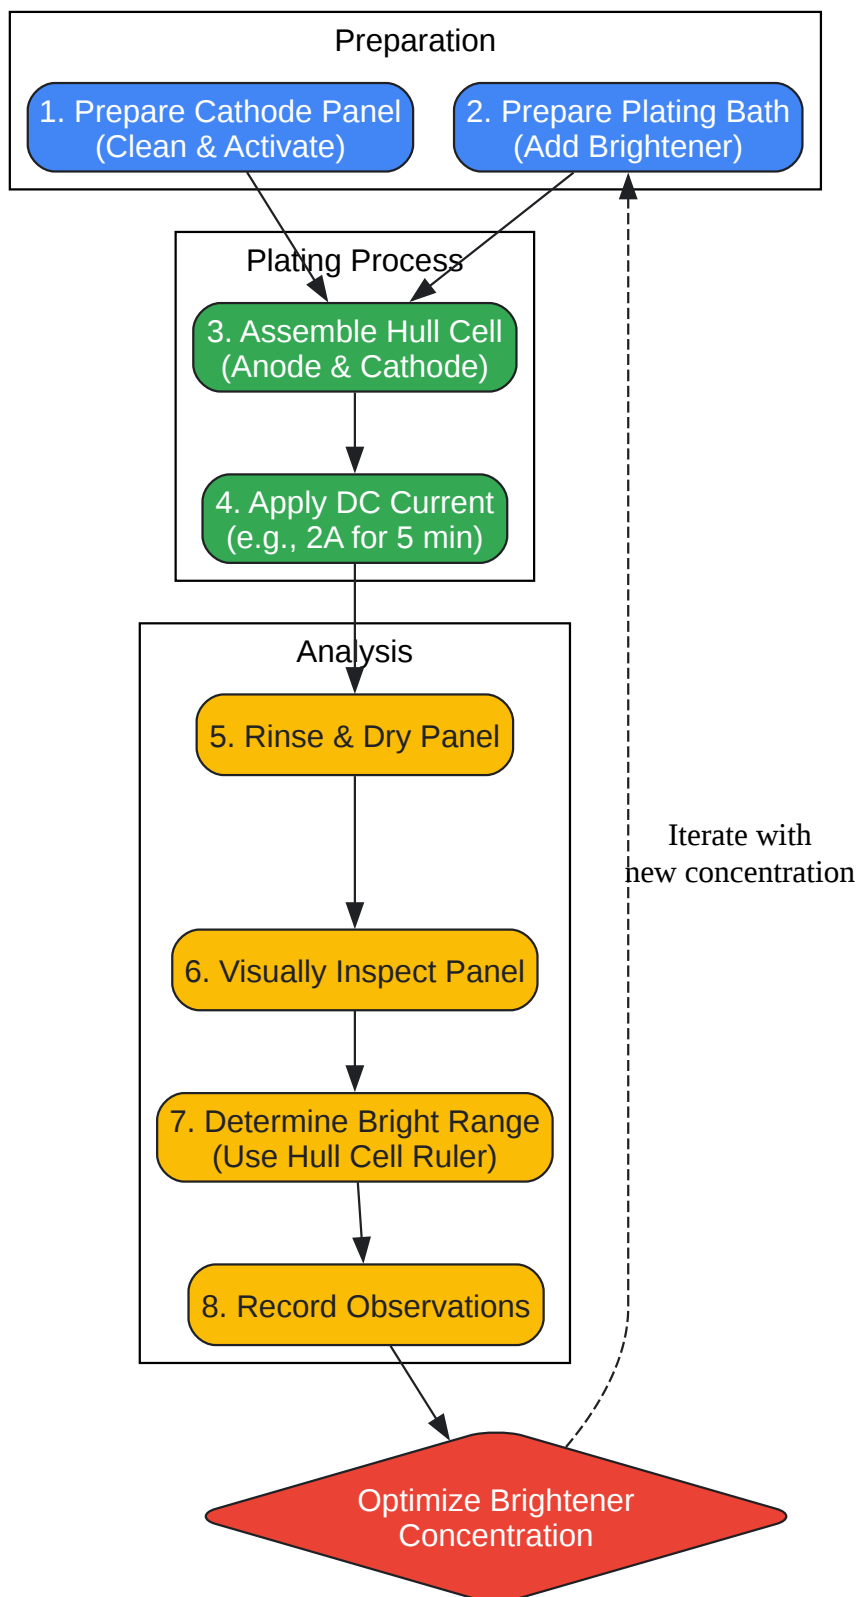 Preparation
1. Prepare Cathode Panel
(Clean & Activate)
2. Prepare Plating Bath
(Add Brightener)
Plating Process
3. Assemble Hull Cell
(Anode & Cathode)
4. Apply DC Current
(e.g., 2A for 5 min)
Analysis
5. Rinse & Dry Panel
Iterate with
new concentration
6. Visually Inspect Panel
7. Determine Bright Range
(Use Hull Cell Ruler)
8. Record Observations
Optimize Brightener
Concentration